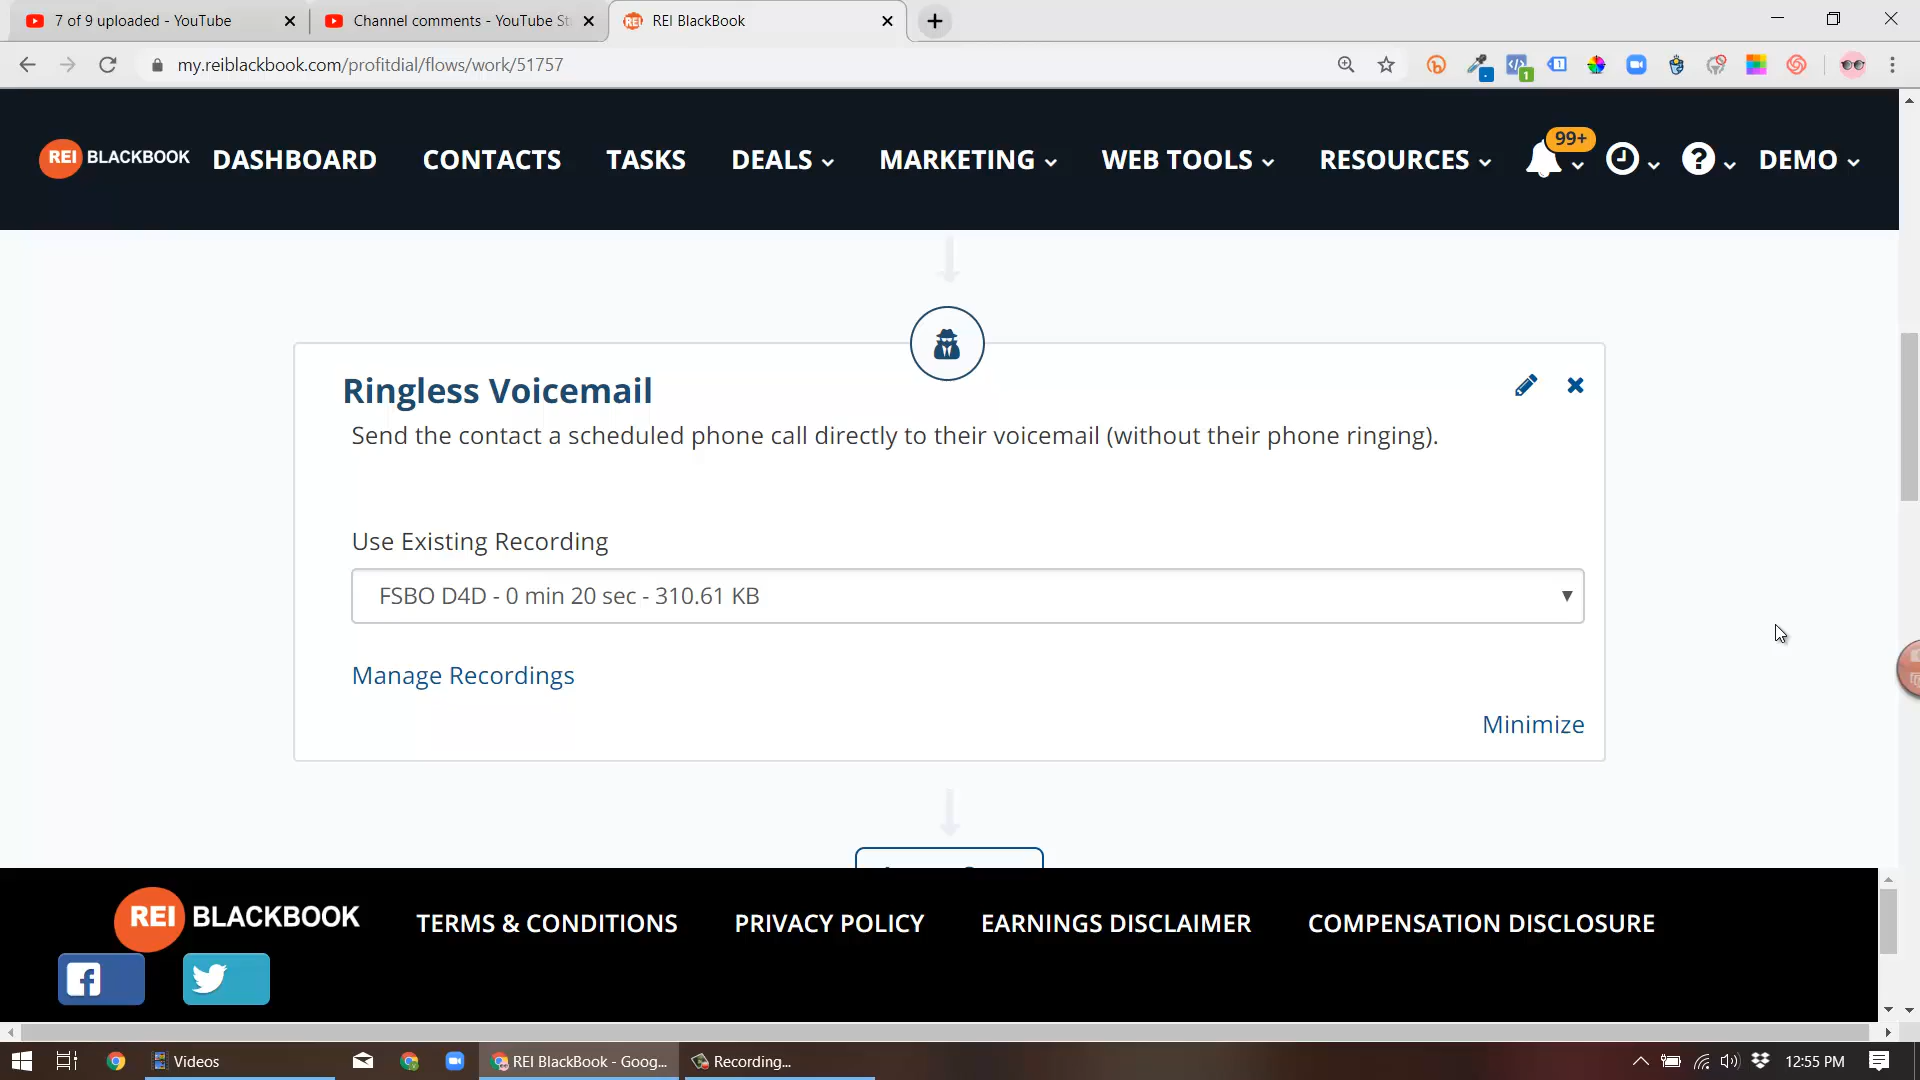 7 of 9 uploaded - YouTube
Channel comments - YouTube St
REI BlackBook
my.reiblackbook.com/profitdial/flows/work/51757
REI BLACKBOOK
DASHBOARD
CONTACTS
TASKS
DEALS
MARKETING
WEB TOOLS
RESOURCES
99+
DEMO
Ringless Voicemail
Send the contact a scheduled phone call directly to their voicemail (without their phone ringing).
Use Existing Recording
FSBO D4D - 0 min 20 sec - 310.61 KB
Manage Recordings
Minimize
REI BLACKBOOK
TERMS & CONDITIONS
PRIVACY POLICY
EARNINGS DISCLAIMER
COMPENSATION DISCLOSURE
Videos
REI BlackBook - Goog...
Recording...
12:55 PM